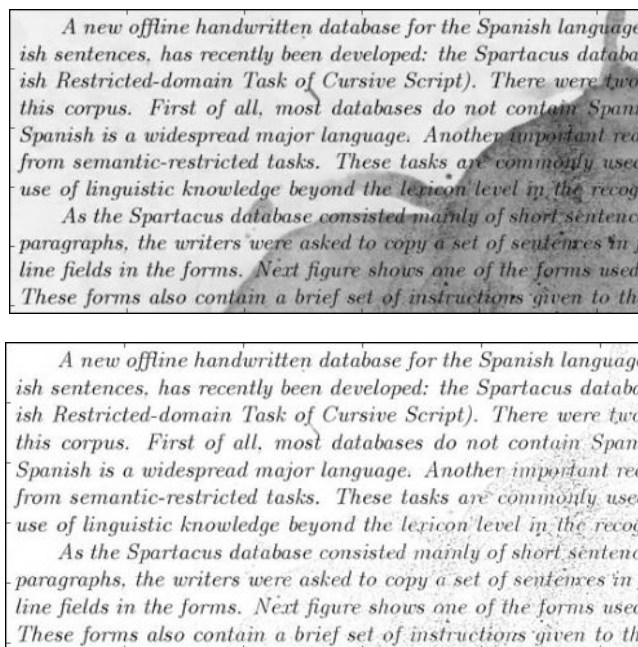 A new offline handwritten database for the Spanish language
ish sentences, has recently been developed: the Spartacus databa
ish Restricted-domain Task of Cursive Script). There were two
this corpus. First of all, most databases do not contain Span
Spanish is a widespread major language. Another important rea
from semantic-restricted tasks. These tasks are commonly used
use of linguistic knowledge beyond the lexicon level in the recog
As the Spartacus database consisted mainly of short sentenc
paragraphs, the writers were asked to copy a set of sentences in
line fields in the forms. Next figure shows one of the forms used
These forms also contain a brief set of instructions given to th
A new offline handwritten database for the Spanish language
ish sentences, has recently been developed: the Spartacus databa
ish Restricted-domain Task of Cursive Script). There were two
this corpus. First of all, most databases do not contain Span
Spanish is a widespread major language. Another important rea
from semantic-restricted tasks. These tasks are commonly used
use of linguistic knowledge beyond the lexicon level in the recog
As the Spartacus database consisted mainly of short sentenc
paragraphs, the writers were asked to copy a set of sentences in
line fields in the forms. Next figure shows one of the forms used
These forms also contain a brief set of instructions given to th